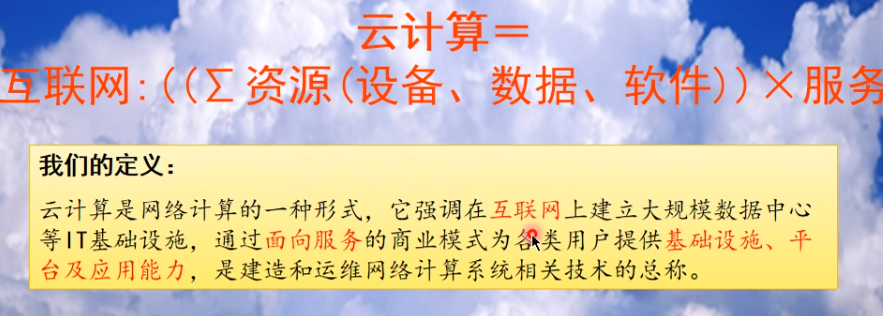 云计算＝
互联网:((∑资源(设备、数据、软件))×服务
我们的定义：
云计算是网络计算的一种形式，它强调在互联网上建立大规模数据中心
等IT基础设施，通过面向服务的商业模式为各类用户提供基础设施、平
台及应用能力，是建造和运维网络计算系统相关技术的总称。